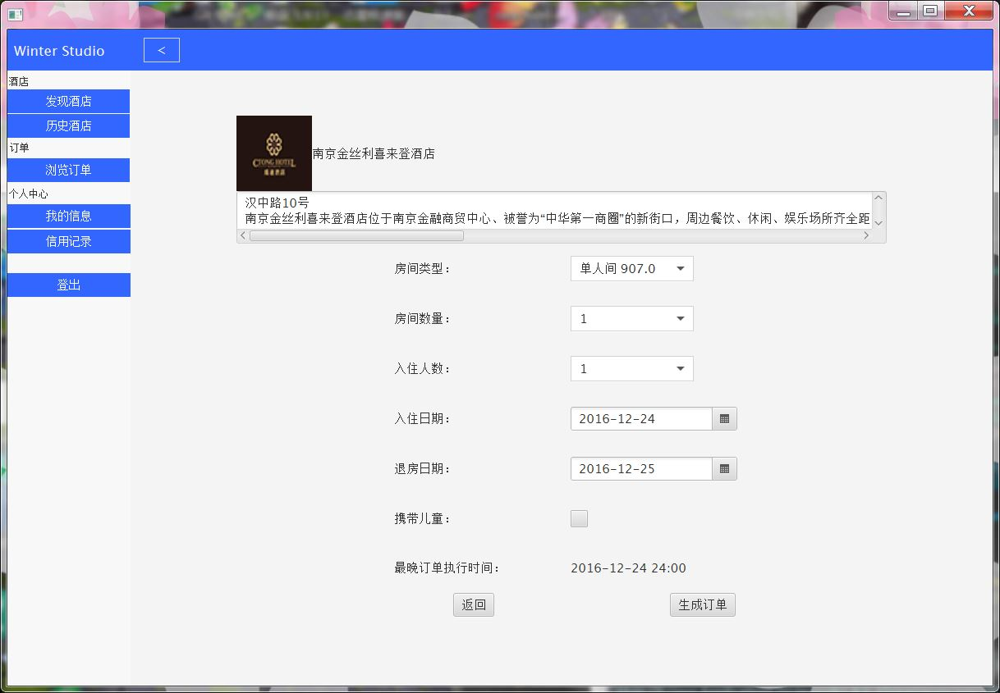 Winter Studio
<
酒店
发现酒店
历史酒店
订单
浏览订单
个人中心
我的信息
信用记录
登出
CTONG HOTEL
南京金丝利喜来登酒店
汉中路10号
南京金丝利喜来登酒店位于南京金融商贸中心、被誉为“中华第一商圈”的新街口，周边餐饮、休闲、娱乐场所齐全距
房间类型： 单人间 907.0
房间数量： 1
入住人数： 1
入住日期： 2016-12-24
退房日期： 2016-12-25
携带儿童：
最晚订单执行时间： 2016-12-24 24:00
返回 生成订单